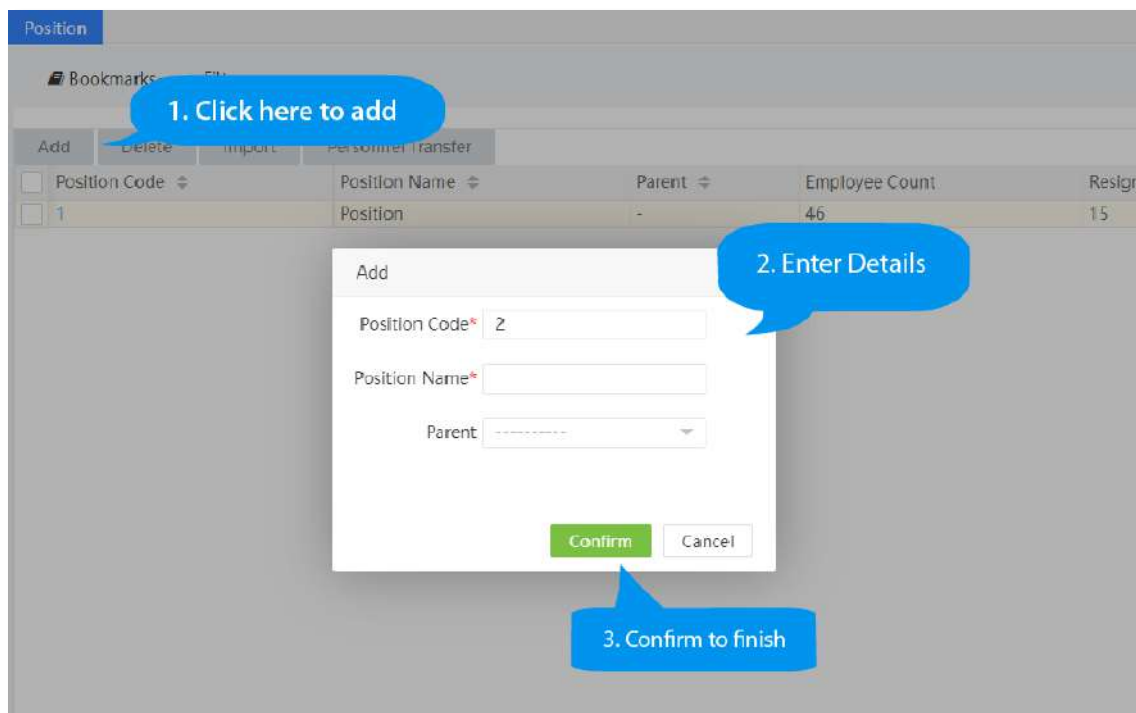 Position
Bookmarks
1. Click here to add
Add Delete Import Personnel Transfer
Position Code Position Name Parent Employee Count Resign
1 Position - 46 15
2. Enter Details
Add
Position Code* 2
Position Name*
Parent ----------
Confirm Cancel
3. Confirm to finish